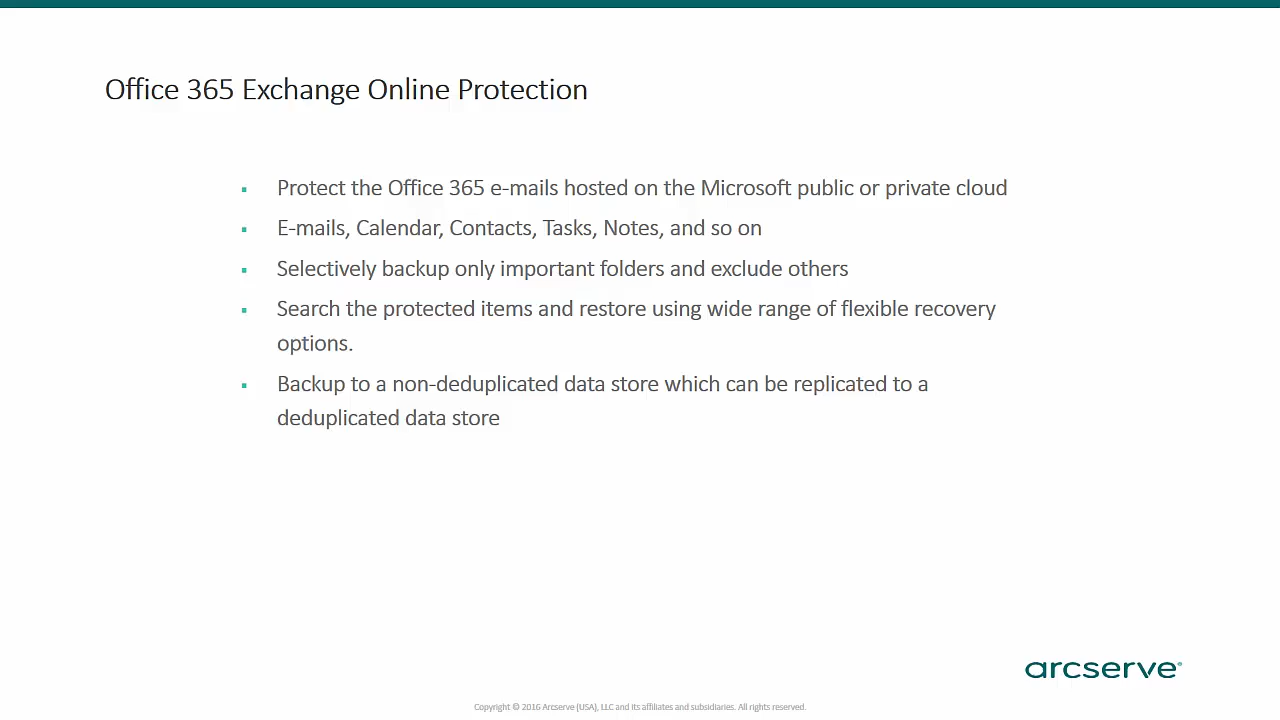 Office 365 Exchange Online Protection
▪ Protect the Office 365 e-mails hosted on the Microsoft public or private cloud
▪ E-mails, Calendar, Contacts, Tasks, Notes, and so on
▪ Selectively backup only important folders and exclude others
▪ Search the protected items and restore using wide range of flexible recovery
options.
▪ Backup to a non-deduplicated data store which can be replicated to a
deduplicated data store
arcserve®
Copyright © 2016 Arcserve (USA), LLC and its affiliates and subsidiaries. All rights reserved.